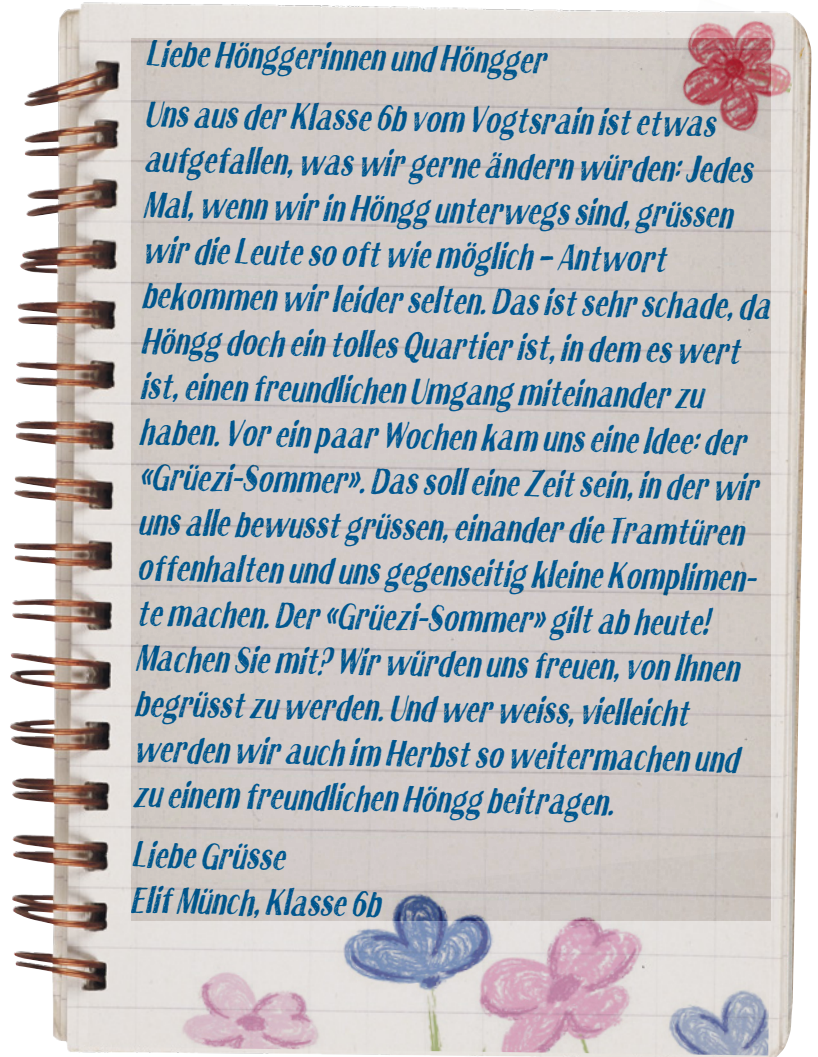 Liebe Hönggerinnen und Höngger
Uns aus der Klasse 6b vom Vogtsrain ist etwas
aufgefallen, was wir gerne ändern würden: Jedes
Mal, wenn wir in Höngg unterwegs sind, grüssen
wir die Leute so oft wie möglich – Antwort
bekommen wir leider selten. Das ist sehr schade, da
Höngg doch ein tolles Quartier ist, in dem es wert
ist, einen freundlichen Umgang miteinander zu
haben. Vor ein paar Wochen kam uns eine Idee: der
«Grüezi-Sommer». Das soll eine Zeit sein, in der wir
uns alle bewusst grüssen, einander die Tramtüren
offenhalten und uns gegenseitig kleine Komplimen-
te machen. Der «Grüezi-Sommer» gilt ab heute!
Machen Sie mit? Wir würden uns freuen, von Ihnen
begrüsst zu werden. Und wer weiss, vielleicht
werden wir auch im Herbst so weitermachen und
zu einem freundlichen Höngg beitragen.
Liebe Grüsse
Elif Münch, Klasse 6b